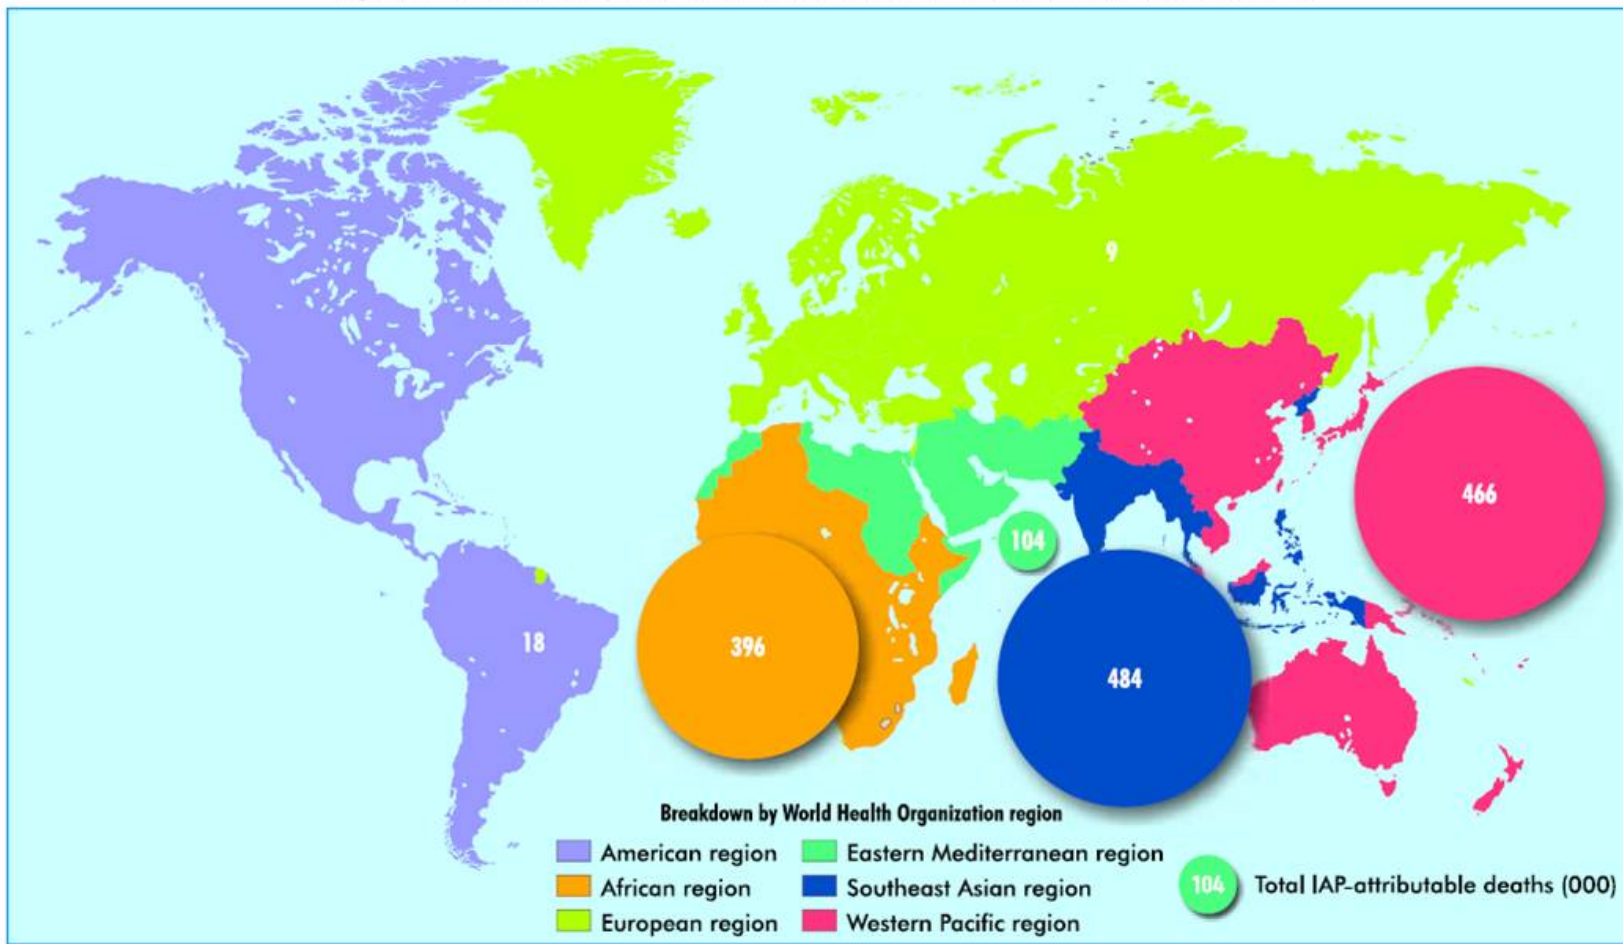 9
466
104
18
396
484
Breakdown by World Health Organization region
American region
Eastern Mediterranean region
African region
Southeast Asian region
104
Total IAP-attributable deaths (000)
European region
Western Pacific region